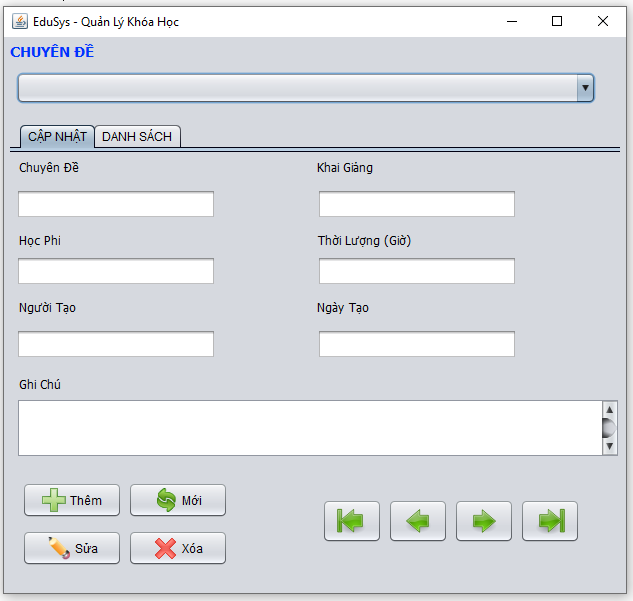 EduSys - Quản Lý Khóa Học
CHUYÊN ĐỀ
CẬP NHẬT DANH SÁCH
Chuyên Đề Khai Giảng
Học Phi Thời Lượng (Giờ)
Người Tạo Ngày Tạo
Ghi Chú
Thêm Mới
Sửa Xóa